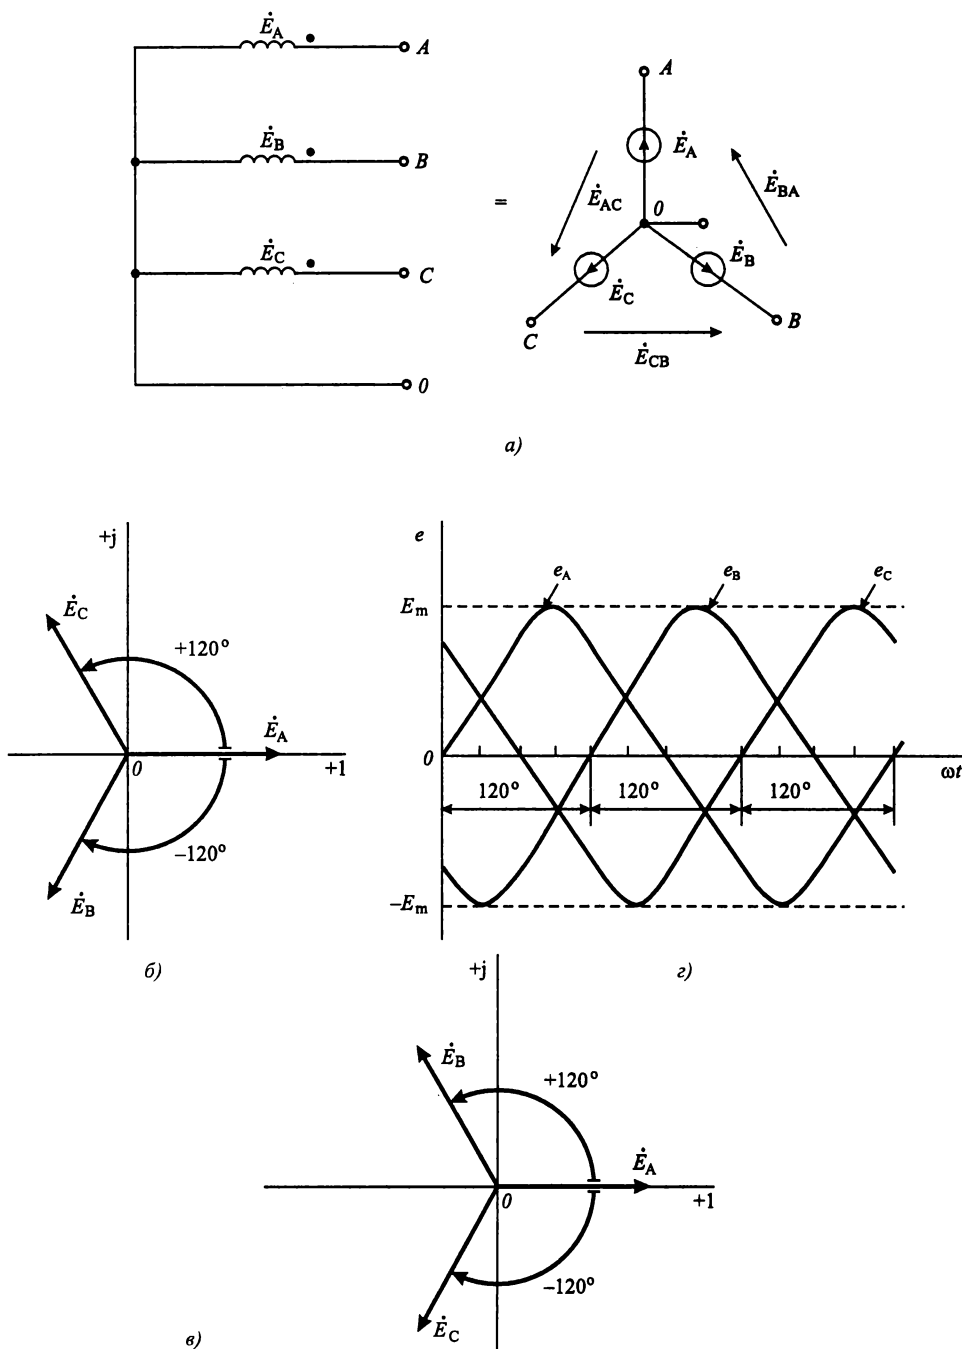 Ė_A
A
Ė_B
B
Ė_C
C
0
=
A
Ė_A
Ė_AC
Ė_BA
0
Ė_B
Ė_C
C
B
Ė_CB
а)
+j
Ė_C
+120°
Ė_A
0
+1
–120°
Ė_B
б)
e
e_A
e_B
e_C
E_m
0
ωt
120°
120°
120°
–E_m
г)
+j
Ė_B
+120°
Ė_A
0
+1
–120°
Ė_C
в)